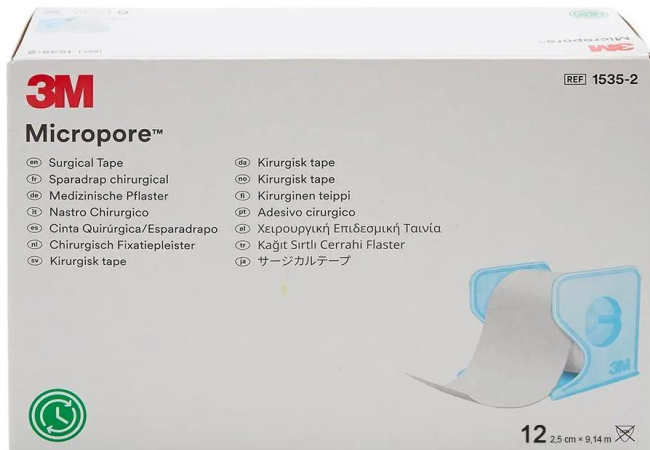 Micropore™
3M
3M
REF 1535-2
Micropore™
en Surgical Tape
fr Sparadrap chirurgical
de Medizinische Pflaster
it Nastro Chirurgico
es Cinta Quirúrgica/Esparadrapo
nl Chirurgisch Fixatiepleister
sv Kirurgisk tape
da Kirurgisk tape
no Kirurgisk tape
fi Kirurginen teippi
pt Adesivo cirurgico
el Χειρουργική Επιδεσμική Ταινία
tr Kağıt Sırtlı Cerrahi Flaster
ja サージカルテープ
3M
12 2,5 cm × 9,14 m